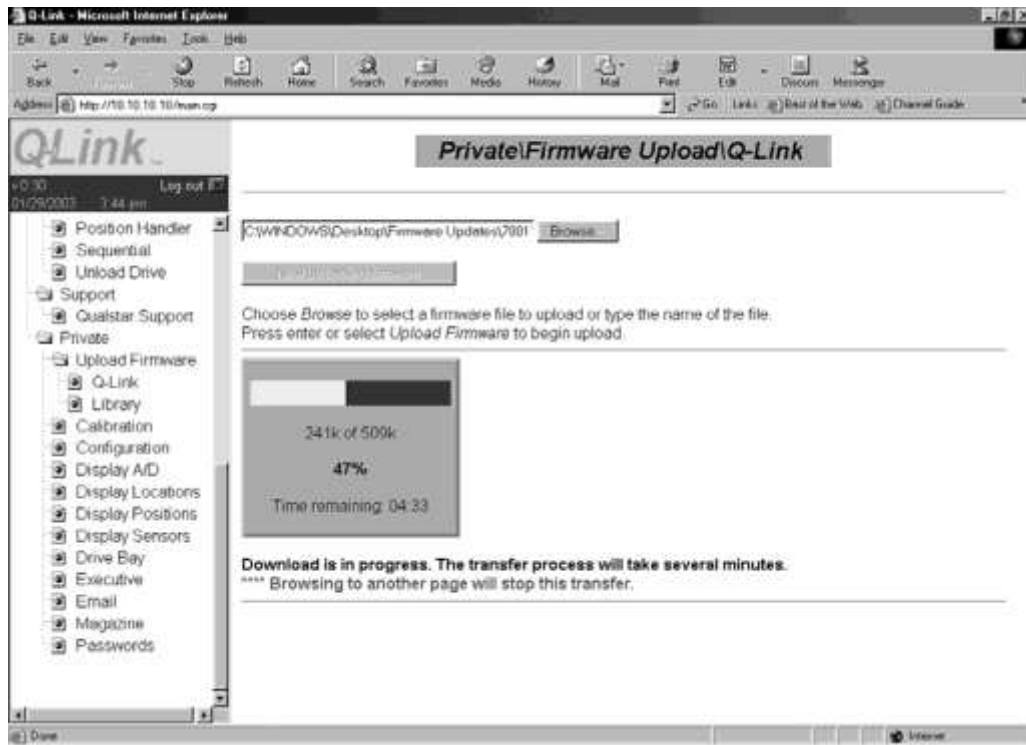 Q-Link - Microsoft Internet Explorer
File Edit View Favorites Tools Help
Back Stop Refresh Home Search Favorites Media History Mail Print Edit Discuss Messenger
Address http://10.10.10.10/main.cgi Go Links Best of the Web Channel Guide
Q-Link
Private\Firmware Upload\Q-Link
v0.30 Log out
01/29/2003 3:44 pm
Position Handler
Sequential
Unload Drive
Support
Qualstar Support
Private
Upload Firmware
Q-Link
Library
Calibration
Configuration
Display A/D
Display Locations
Display Positions
Display Sensors
Drive Bay
Executive
Email
Magazine
Passwords
C:\WINDOWS\Desktop\Firmware Updates\7001 Browse...
Choose Browse to select a firmware file to upload or type the name of the file.
Press enter or select Upload Firmware to begin upload.
241k of 509k
47%
Time remaining: 04:33
Download is in progress. The transfer process will take several minutes.
**** Browsing to another page will stop this transfer.
Done Internet